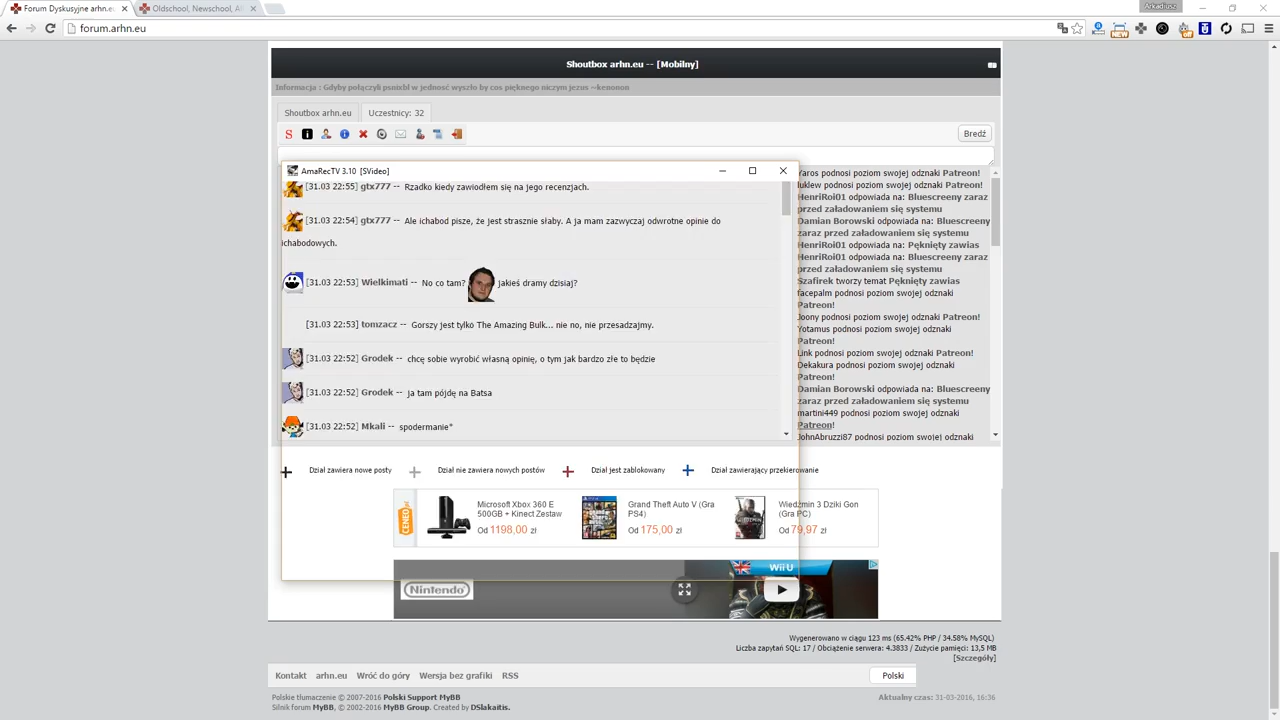 Forum Dyskusyjne arhn.eu
Oldschool, Newschool, A
Arkadiusz
forum.arhn.eu
NEW
Off
Shoutbox arhn.eu -- [Mobilny]
Informacja : Gdyby połączyli psnixbl w jedność wyszło by cos pięknego niczym jezus ~kenonon
Shoutbox arhn.eu
Uczestnicy: 32
Bredź
AmaRecTV 3.10 [SVideo]
[31.03 22:55] gtx777 -- Rzadko kiedy zawiodłem się na jego recenzjach.
[31.03 22:54] gtx777 -- Ale ichabod pisze, że jest strasznie słaby. A ja mam zazwyczaj odwrotne opinie do
ichabodowych.
[31.03 22:53] Wielkimati -- No co tam? jakieś dramy dzisiaj?
[31.03 22:53] tomzacz -- Gorszy jest tylko The Amazing Bulk... nie no, nie przesadzajmy.
[31.03 22:52] Grodek -- chcę sobie wyrobić własną opinię, o tym jak bardzo złe to będzie
[31.03 22:52] Grodek -- ja tam pójdę na Batsa
[31.03 22:52] Mkali -- spodermanie*
Yaros podnosi poziom swojej odznaki Patreona!
luklew podnosi poziom swojej odznaki Patreona!
HenriRoi01 odpowiada na: Bluescreeny zaraz
przed załadowaniem się systemu
Damian Borowski odpowiada na: Bluescreeny
zaraz przed załadowaniem się systemu
HenriRoi01 odpowiada na: Pęknięty zawias
HenriRoi01 odpowiada na: Bluescreeny zaraz
przed załadowaniem się systemu
Szafirek tworzy temat Pęknięty zawias
facepalm podnosi poziom swojej odznaki
Patreona!
Joony podnosi poziom swojej odznaki Patreona!
Yotamus podnosi poziom swojej odznaki
Patreona!
Link podnosi poziom swojej odznaki Patreona!
Dekakura podnosi poziom swojej odznaki
Patreona!
Damian Borowski odpowiada na: Bluescreeny
zaraz przed załadowaniem się systemu
martini449 podnosi poziom swojej odznaki
Patreona!
JohnAbruzzi87 podnosi poziom swojej odznaki
Dział zawiera nowe posty
Dział nie zawiera nowych postów
Dział jest zablokowany
Dział zawierający przekierowanie
Microsoft Xbox 360 E
500GB + Kinect Zestaw
Od 1198,00 zł
Grand Theft Auto V (Gra
PS4)
Od 175,00 zł
Wiedźmin 3 Dziki Gon
(Gra PC)
Od 79,97 zł
Nintendo
Wii U
Wygenerowano w ciągu 123 ms (65.42% PHP / 34.58% MySQL)
Liczba zapytań SQL: 17 / Obciążenie serwera: 4.3833 / Zużycie pamięci: 13,5 MB
[Szczegóły]
Kontakt
arhn.eu
Wróć do góry
Wersja bez grafiki
RSS
Polski
Polskie tłumaczenie © 2007-2016 Polski Support MyBB
Silnik forum MyBB, © 2002-2016 MyBB Group. Created by DSlakaitis.
Aktualny czas: 31-03-2016, 16:36